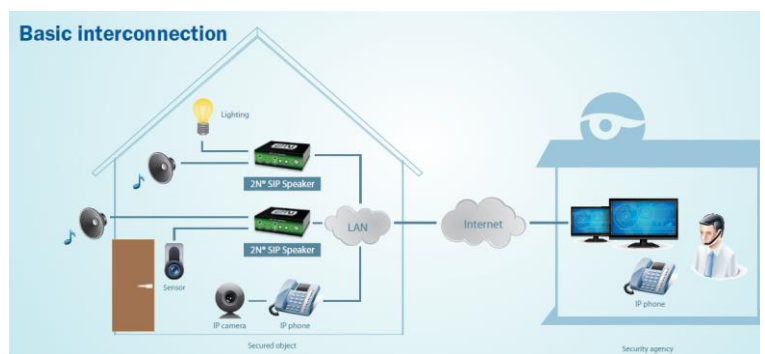 Basic interconnection
Lighting
2N® SIP Speaker
2N® SIP Speaker
LAN
Internet
Sensor
IP camera
IP phone
IP phone
Secured object
Security agency